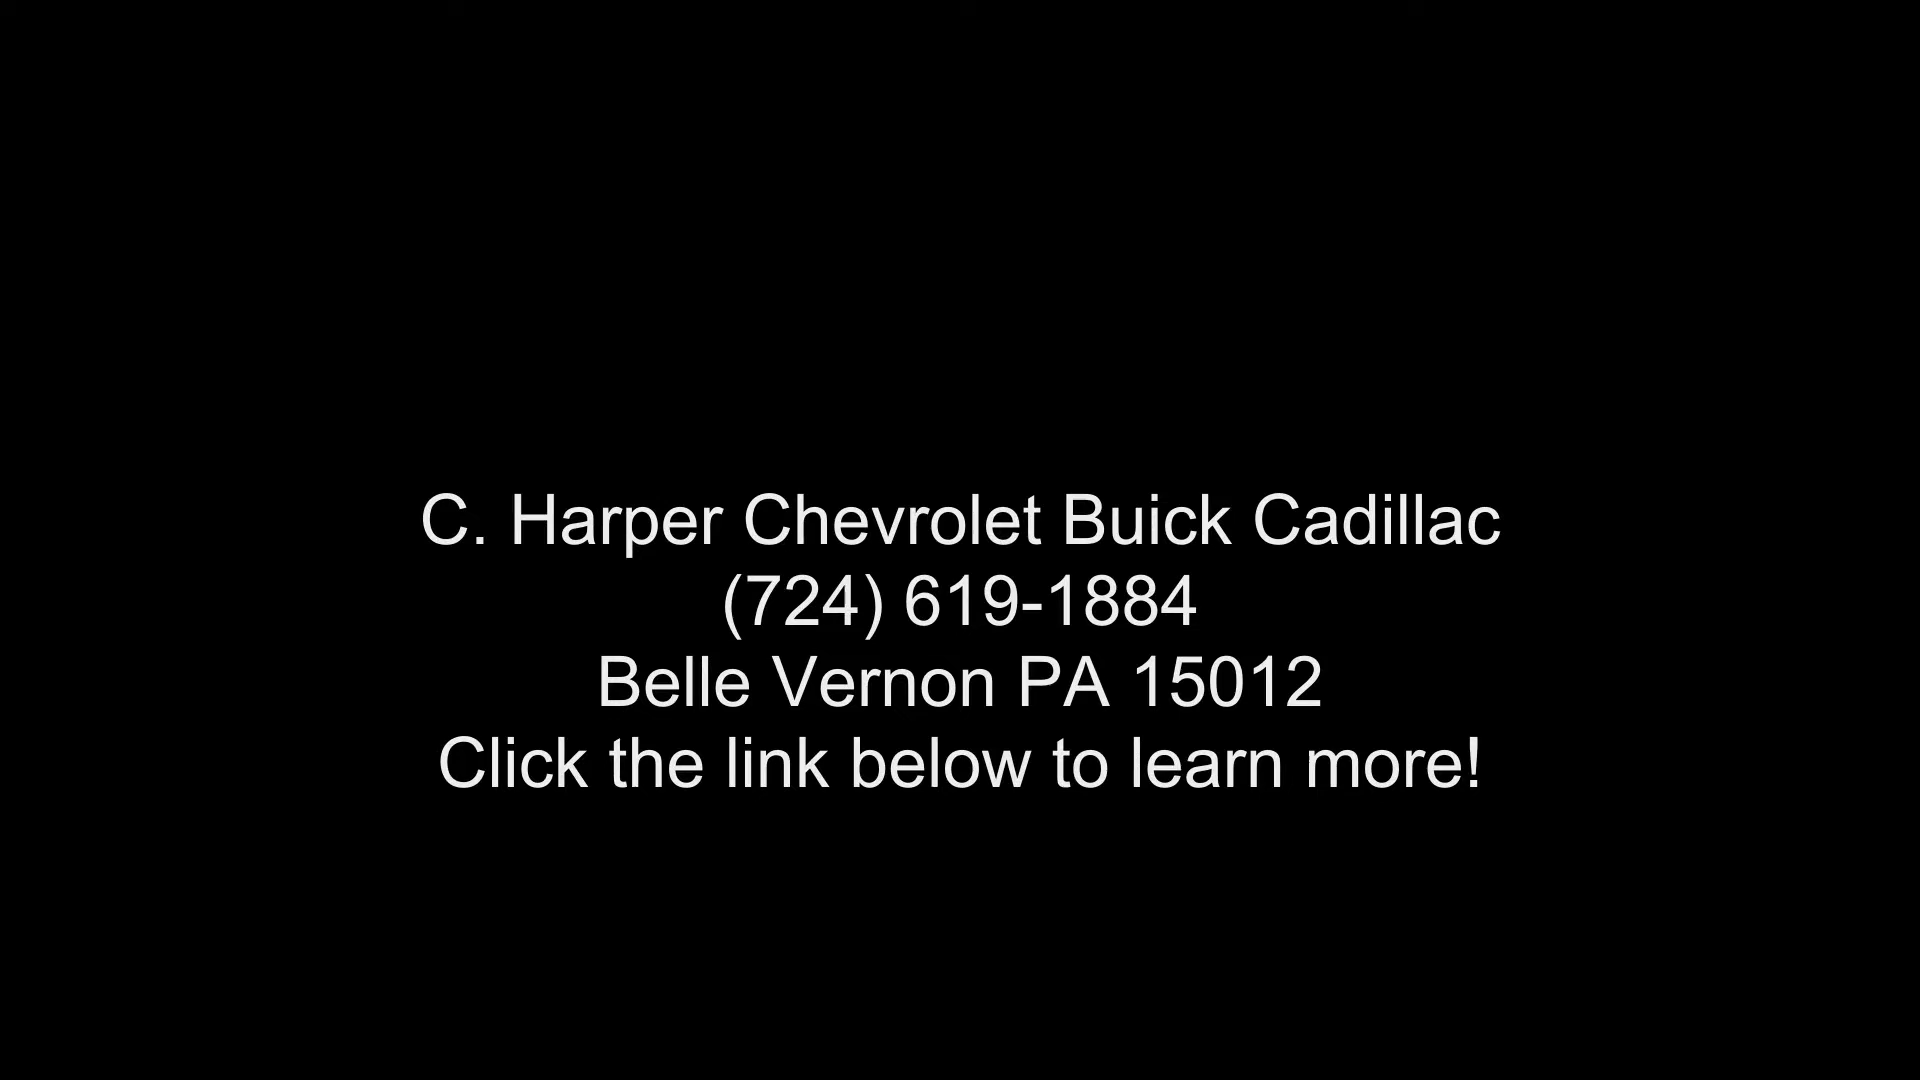 C. Harper Chevrolet Buick Cadillac
(724) 619-1884
Belle Vernon PA 15012
Click the link below to learn more!